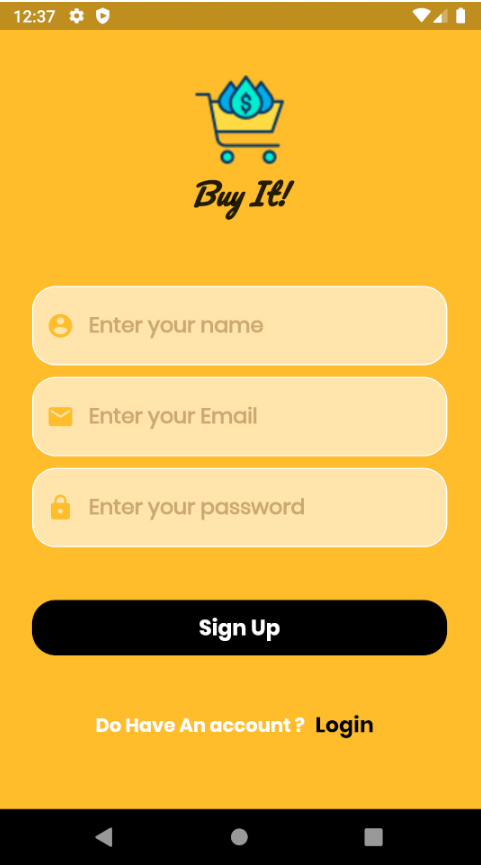 12:37
$
Buy It!
Enter your name
Enter your Email
Enter your password
Sign Up
Do Have An account ? Login